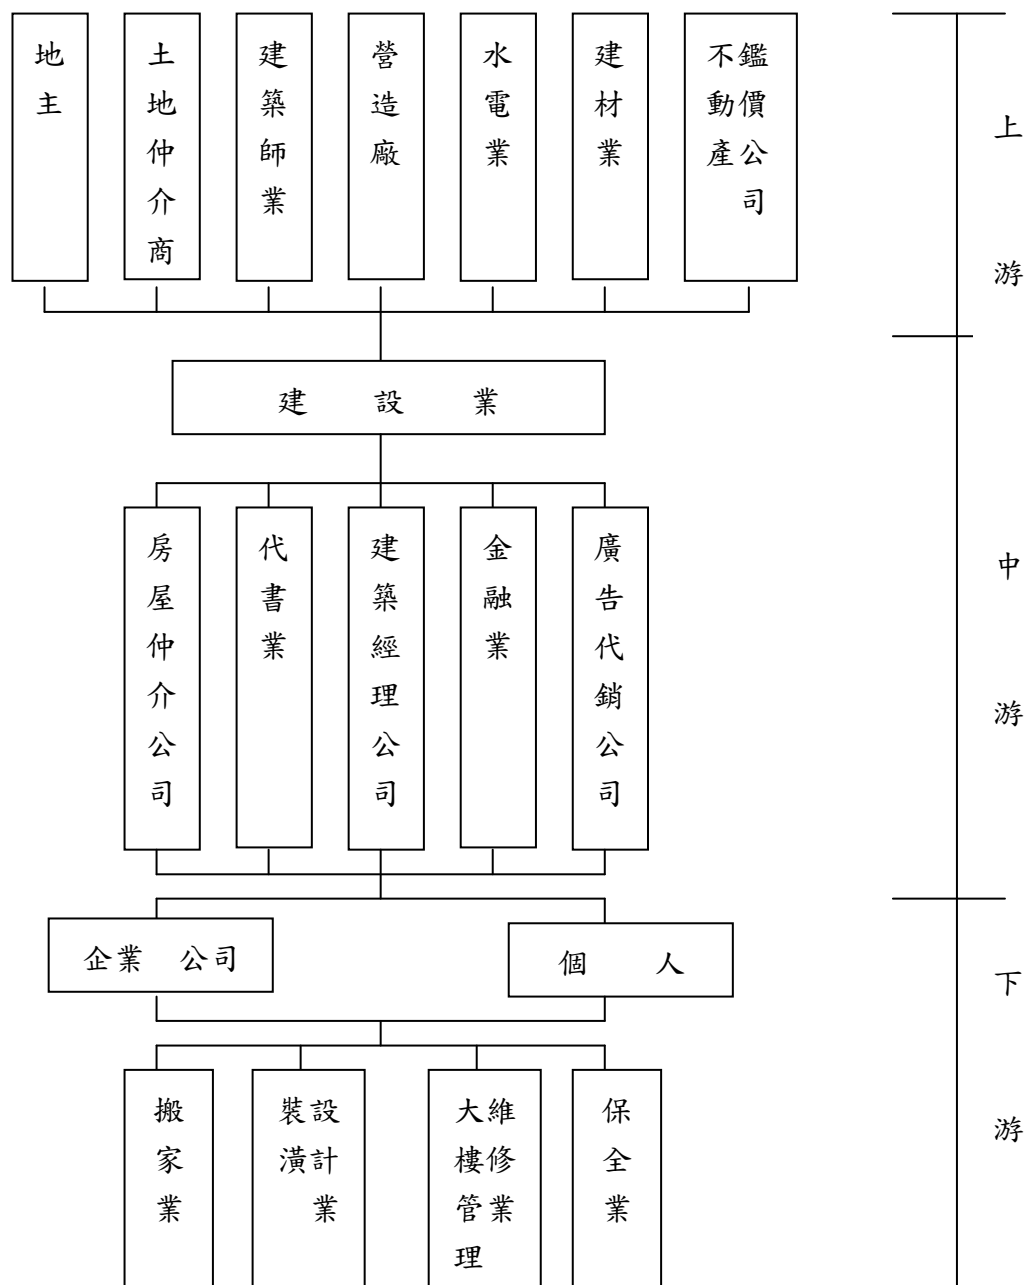 地主
土地仲介商
建築師業
營造廠
水電業
建材業
不動產
鑑價公司
上游
建設業
房屋仲介公司
代書業
建築經理公司
金融業
廣告代銷公司
中游
企業 公司
個人
下游
搬家業
裝潢
設計業
大樓管理
維修業
保全業